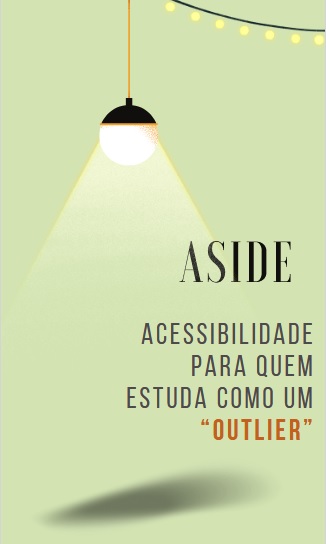 ASIDE
ACESSIBILIDADE
PARA QUEM
ESTUDA COMO UM
“OUTLIER”